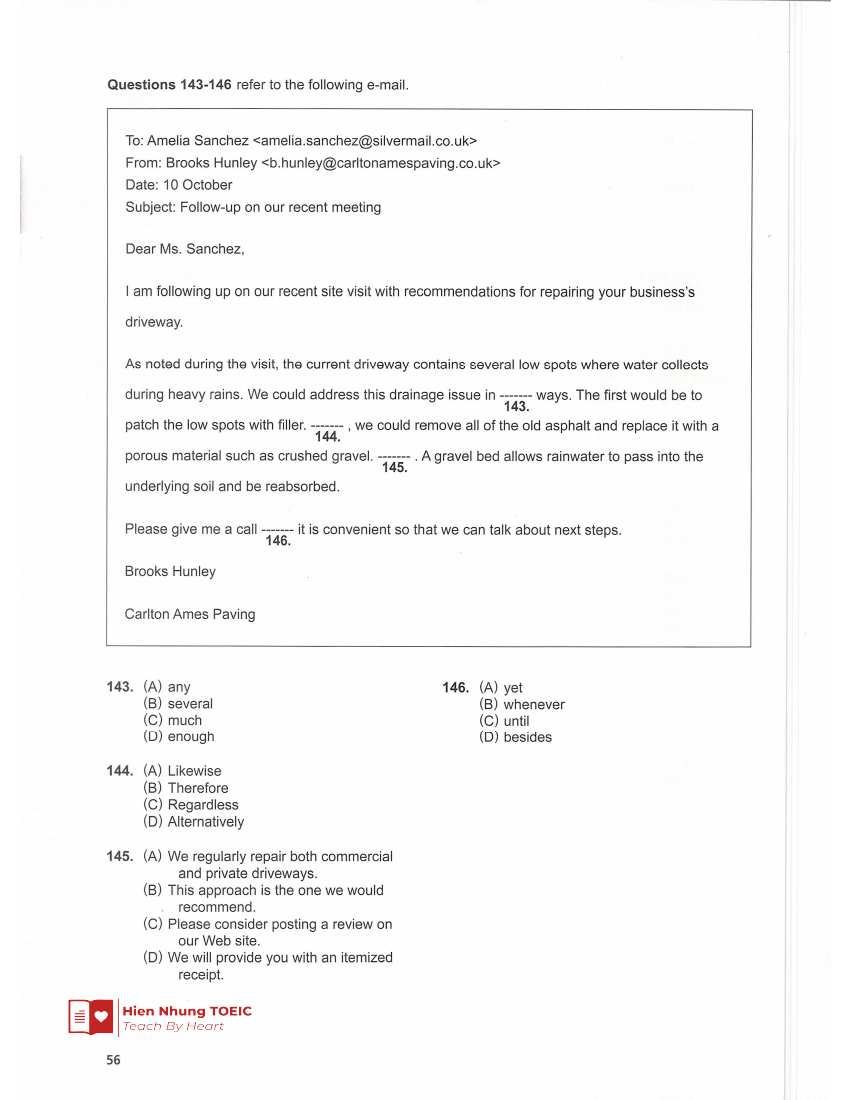 Questions 143-146 refer to the following e-mail.
To: Amelia Sanchez <amelia.sanchez@silvermail.co.uk>
From: Brooks Hunley <b.hunley@carltonamespaving.co.uk>
Date: 10 October
Subject: Follow-up on our recent meeting
Dear Ms. Sanchez,
I am following up on our recent site visit with recommendations for repairing your business's
driveway.
As noted during the visit, the current driveway contains several low spots where water collects
during heavy rains. We could address this drainage issue in ------- ways. The first would be to
143.
patch the low spots with filler. ------- , we could remove all of the old asphalt and replace it with a
144.
porous material such as crushed gravel. ------- . A gravel bed allows rainwater to pass into the
145.
underlying soil and be reabsorbed.
Please give me a call ------- it is convenient so that we can talk about next steps.
146.
Brooks Hunley
Carlton Ames Paving
143. (A) any
(B) several
(C) much
(D) enough
144. (A) Likewise
(B) Therefore
(C) Regardless
(D) Alternatively
145. (A) We regularly repair both commercial
and private driveways.
(B) This approach is the one we would
recommend.
(C) Please consider posting a review on
our Web site.
(D) We will provide you with an itemized
receipt.
146. (A) yet
(B) whenever
(C) until
(D) besides
Hien Nhung TOEIC
Teach By Heart
56